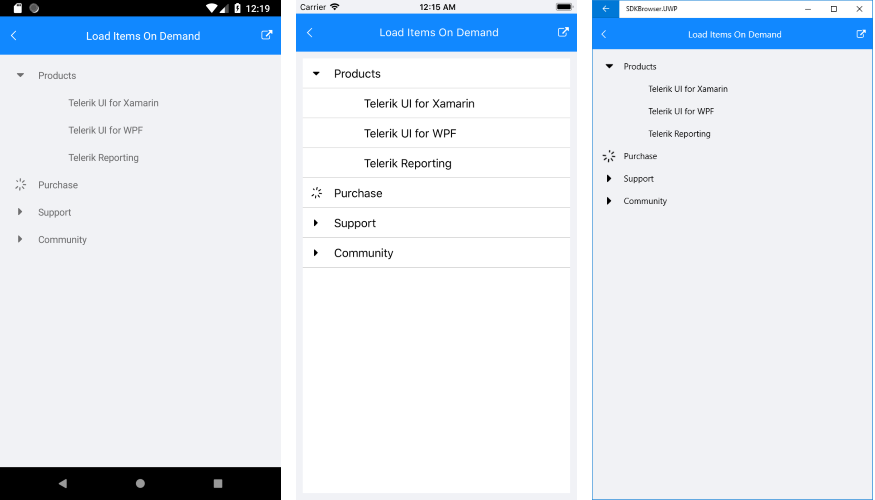 12:19
Load Items On Demand
Products
Telerik UI for Xamarin
Telerik UI for WPF
Telerik Reporting
Purchase
Support
Community
Carrier 12:15 AM
Load Items On Demand
Products
Telerik UI for Xamarin
Telerik UI for WPF
Telerik Reporting
Purchase
Support
Community
SDKBrowser.UWP
Load Items On Demand
Products
Telerik UI for Xamarin
Telerik UI for WPF
Telerik Reporting
Purchase
Support
Community